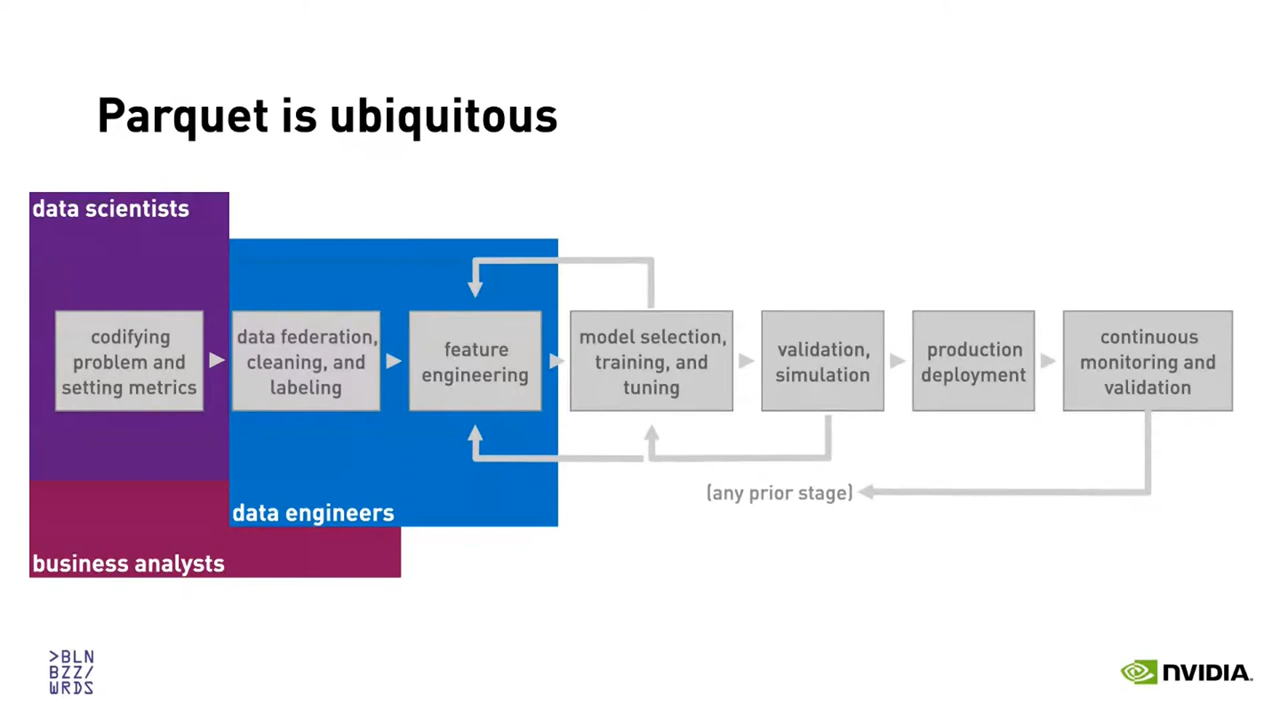 Parquet is ubiquitous
data scientists
codifying
problem and
setting metrics
data federation,
cleaning, and
labeling
feature
engineering
model selection,
training, and
tuning
validation,
simulation
production
deployment
continuous
monitoring and
validation
(any prior stage)
data engineers
business analysts
>BLN
BZZ/
WRDS
NVIDIA.